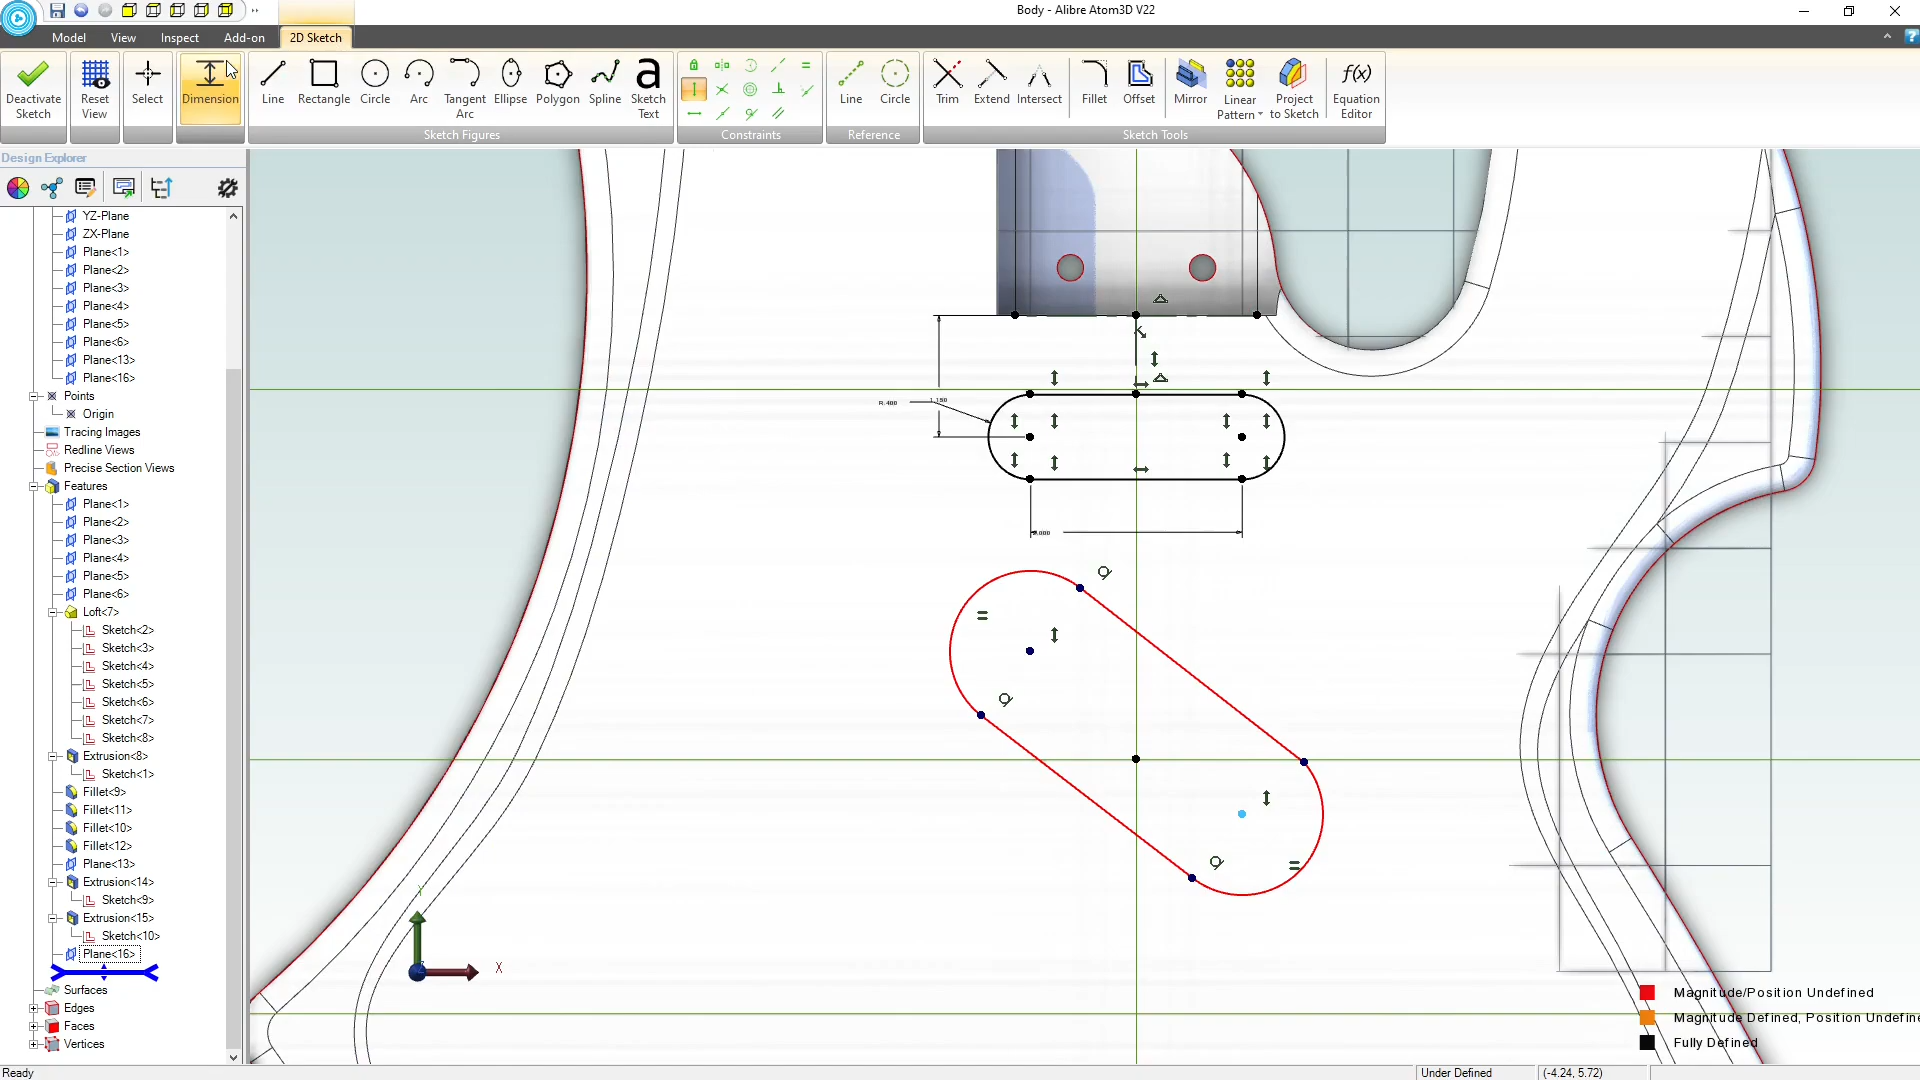 Body - Alibre Atom3D V22
Model
View
Inspect
Add-on
2D Sketch
Deactivate Sketch
Reset View
Select
Dimension
Line
Rectangle
Circle
Arc
Tangent Arc
Ellipse
Polygon
Spline
Sketch Text
Line
Circle
Trim
Extend
Intersect
Fillet
Offset
Mirror
Linear Pattern
Project to Sketch
f(x)
Equation Editor
Sketch Figures
Constraints
Reference
Sketch Tools
Design Explorer
YZ-Plane
ZX-Plane
Plane<1>
Plane<2>
Plane<3>
Plane<4>
Plane<5>
Plane<6>
Plane<13>
Plane<16>
Points
Origin
Tracing Images
Redline Views
Precise Section Views
Features
Plane<1>
Plane<2>
Plane<3>
Plane<4>
Plane<5>
Plane<6>
Loft<7>
Sketch<2>
Sketch<3>
Sketch<4>
Sketch<5>
Sketch<6>
Sketch<7>
Sketch<8>
Extrusion<8>
Sketch<1>
Fillet<9>
Fillet<11>
Fillet<10>
Fillet<12>
Plane<13>
Extrusion<14>
Sketch<9>
Extrusion<15>
Sketch<10>
Plane<16>
Surfaces
Edges
Faces
Vertices
R.400
1.150
Y
X
Magnitude/Position Undefined
Magnitude Defined, Position Undefine
Fully Defined
Ready
Under Defined
(-4.24, 5.72)